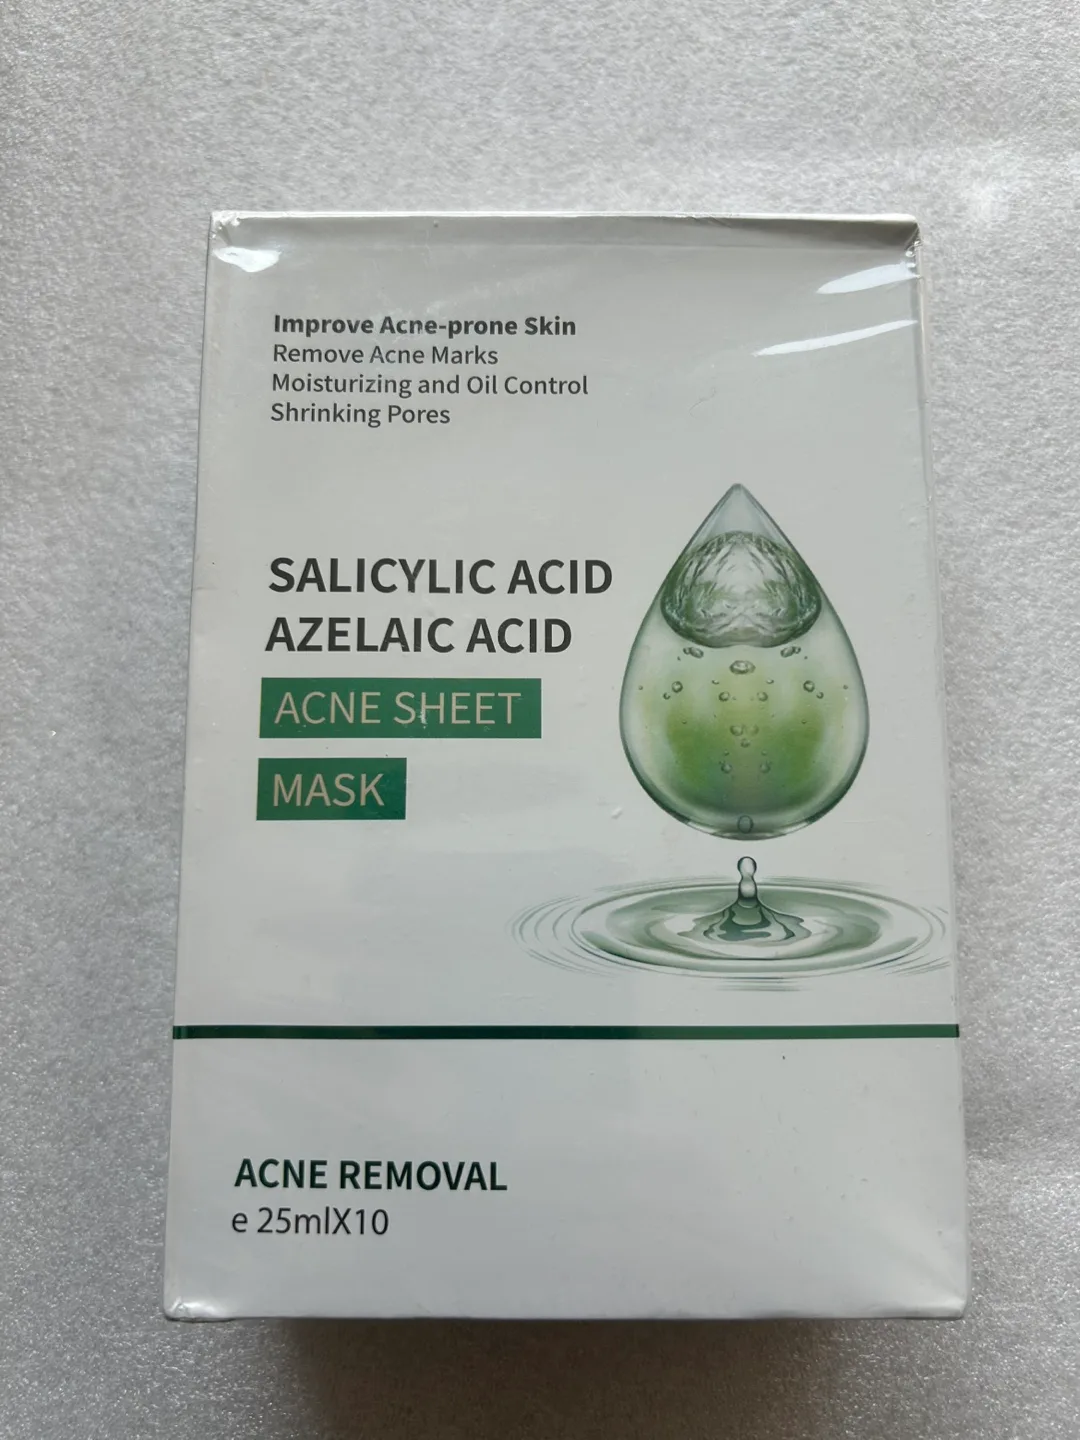 Improve Acne-prone Skin
Remove Acne Marks
Moisturizing and Oil Control
Shrinking Pores
SALICYLIC ACID
AZELAIC ACID
ACNE SHEET
MASK
ACNE REMOVAL
e 25mlX10